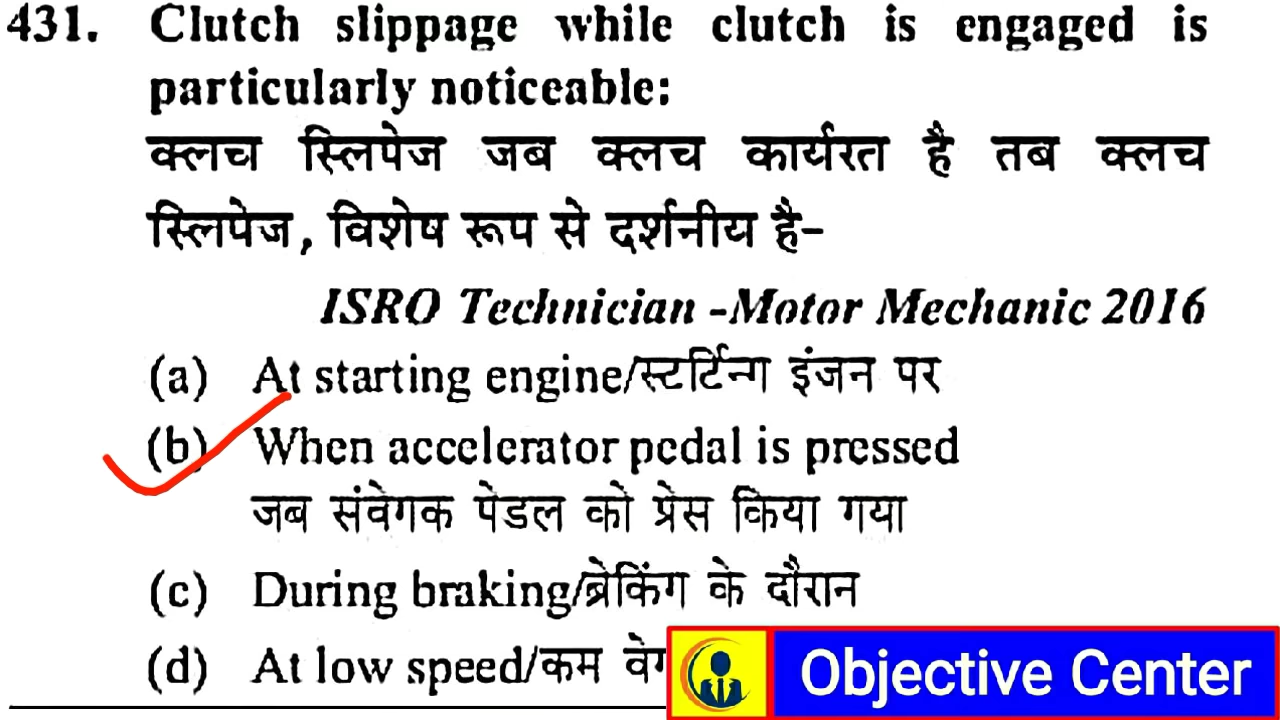 431. Clutch slippage while clutch is engaged is
particularly noticeable:
क्लच स्लिपेज जब क्लच कार्यरत है तब क्लच
स्लिपेज, विशेष रूप से दर्शनीय है–
ISRO Technician -Motor Mechanic 2016
(a) At starting engine/स्टर्टिन्ग इंजन पर
(b) When accelerator pedal is pressed
जब संवेगक पेडल को प्रेस किया गया
(c) During braking/ब्रेकिंग के दौरान
(d) At low speed/कम
Objective Center